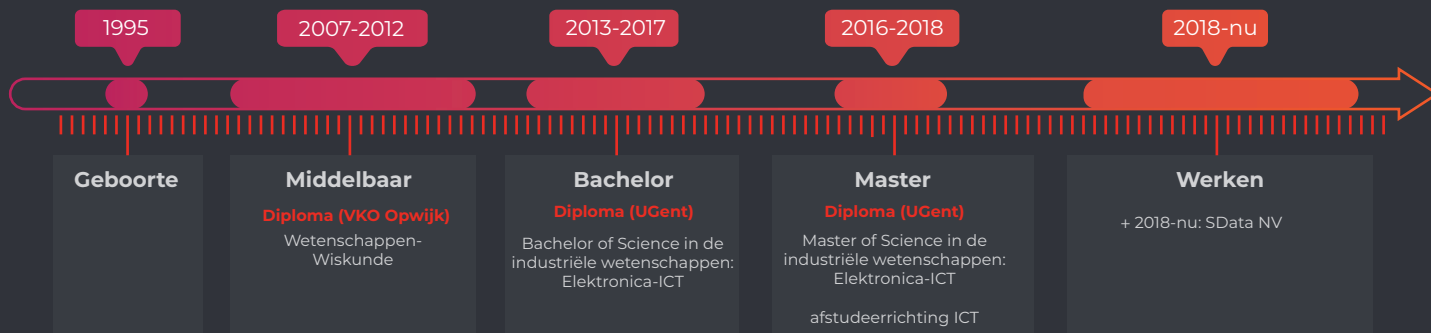 1995
2007-2012
2013-2017
2016-2018
2018-nu
Geboorte
Middelbaar
Diploma (VKO Opwijk)
Wetenschappen-
Wiskunde
Bachelor
Diploma (UGent)
Bachelor of Science in de
industriële wetenschappen:
Elektronica-ICT
Master
Diploma (UGent)
Master of Science in de
industriële wetenschappen:
Elektronica-ICT
afstudeerrichting ICT
Werken
+ 2018-nu: SData NV